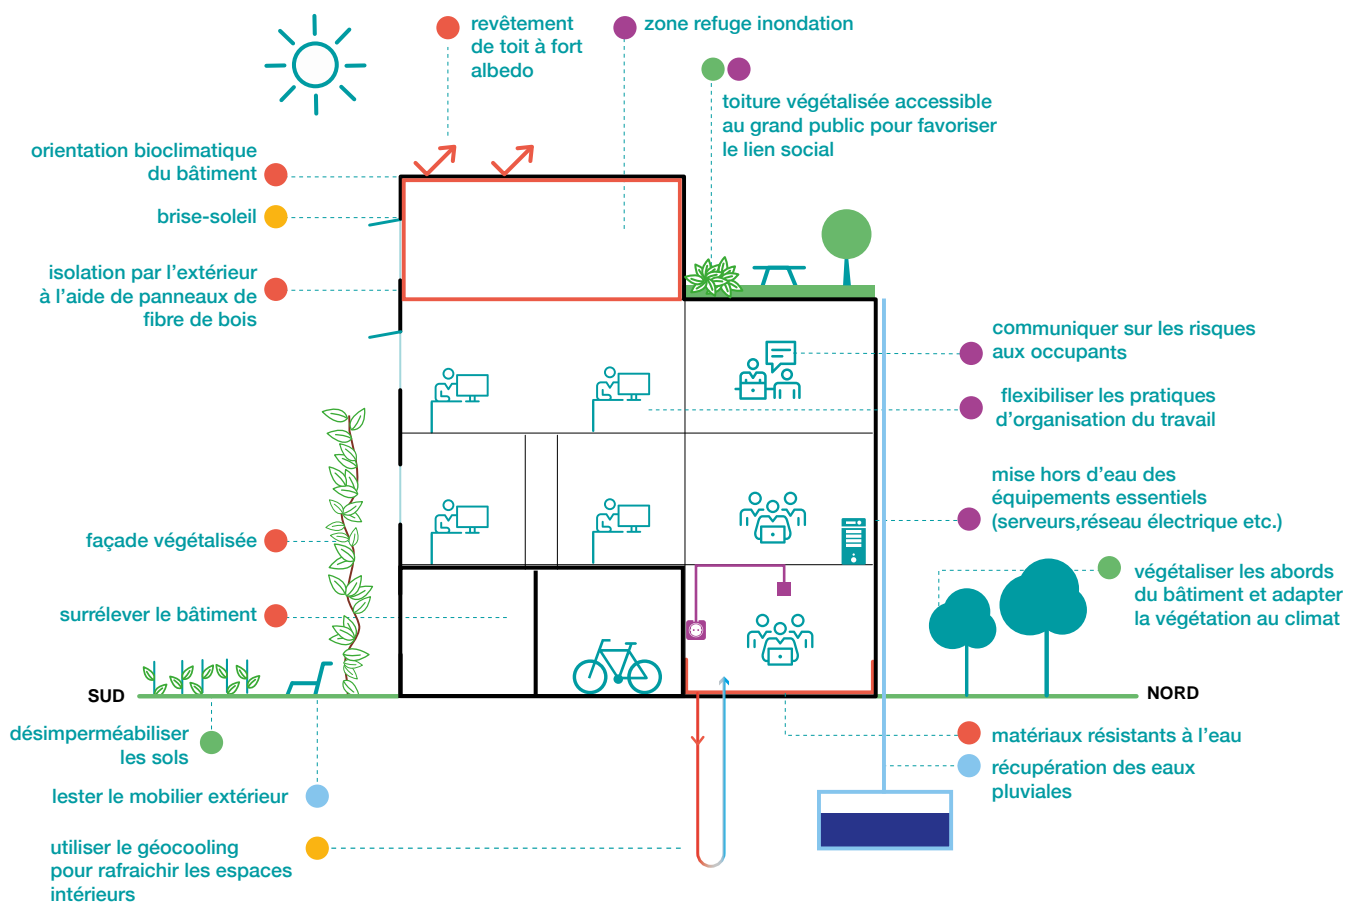 revêtement
de toit à fort
albedo
zone refuge inondation
toiture végétalisée accessible
au grand public pour favoriser
le lien social
orientation bioclimatique
du bâtiment
brise-soleil
isolation par l'extérieur
à l'aide de panneaux de
fibre de bois
communiquer sur les risques
aux occupants
flexibiliser les pratiques
d'organisation du travail
mise hors d'eau des
équipements essentiels
(serveurs,réseau électrique etc.)
façade végétalisée
végétaliser les abords
du bâtiment et adapter
la végétation au climat
surrélever le bâtiment
SUD
NORD
désimperméabiliser
les sols
matériaux résistants à l'eau
récupération des eaux
pluviales
lester le mobilier extérieur
utiliser le géocooling
pour rafraichir les espaces
intérieurs